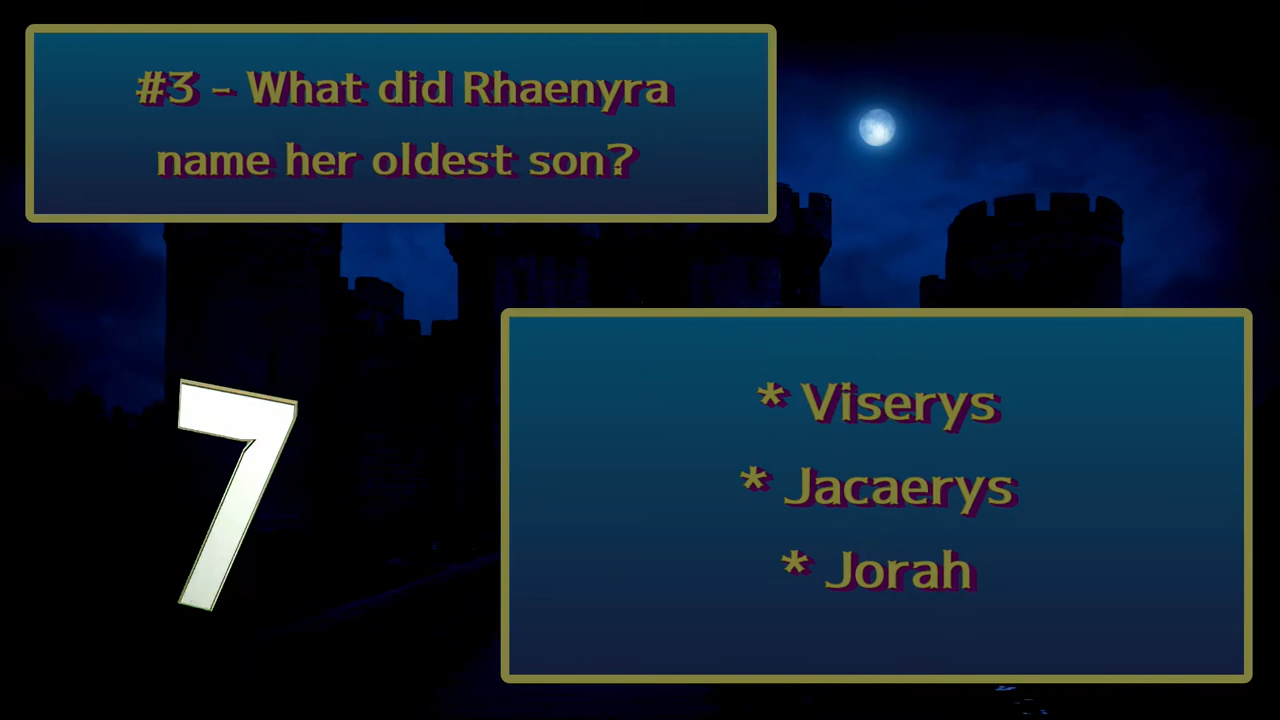 #3 - What did Rhaenyra
name her oldest son?
7
* Viserys
* Jacaerys
* Jorah